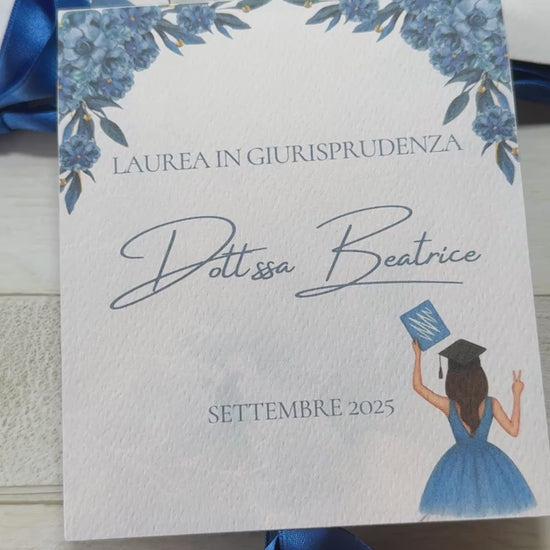 LAUREA IN GIURISPRUDENZA
Dott.ssa Beatrice
SETTEMBRE 2025